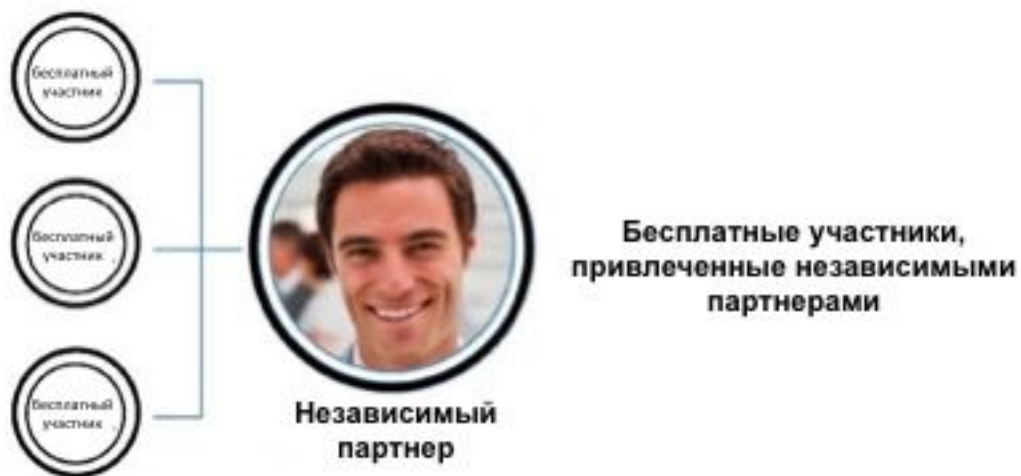 бесплатный
участник
бесплатный
участник
бесплатный
участник
Независимый
партнер
Бесплатные участники,
привлеченные независимыми
партнерами